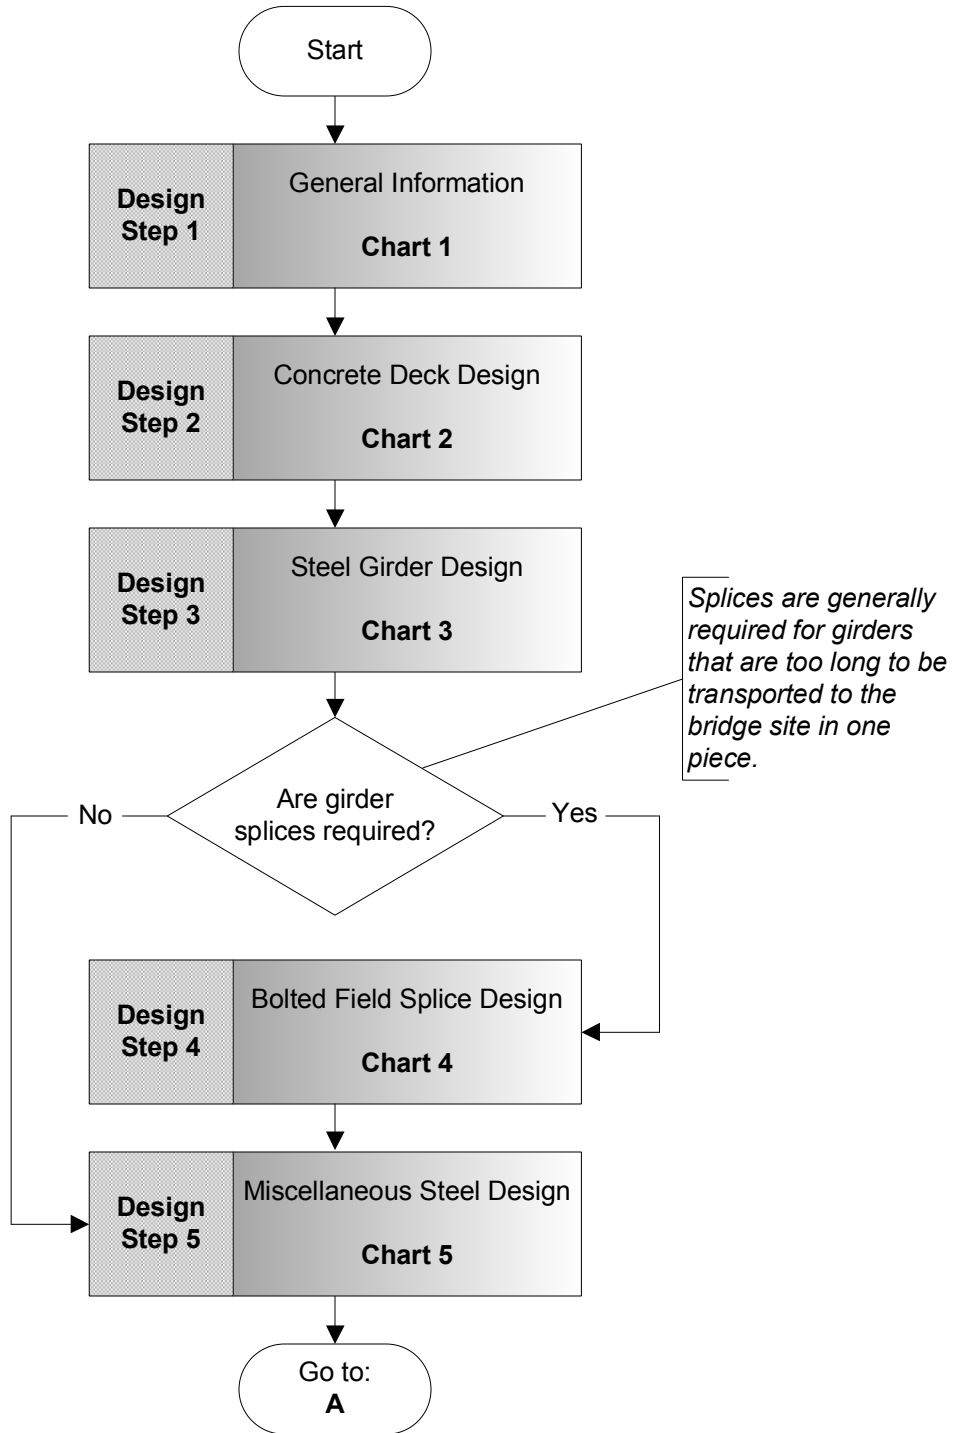 Start
Design
Step 1
General Information
Chart 1
Design
Step 2
Concrete Deck Design
Chart 2
Design
Step 3
Steel Girder Design
Chart 3
Splices are generally
required for girders
that are too long to be
transported to the
bridge site in one
piece.
No
Are girder
splices required?
Yes
Design
Step 4
Bolted Field Splice Design
Chart 4
Design
Step 5
Miscellaneous Steel Design
Chart 5
Go to:
A